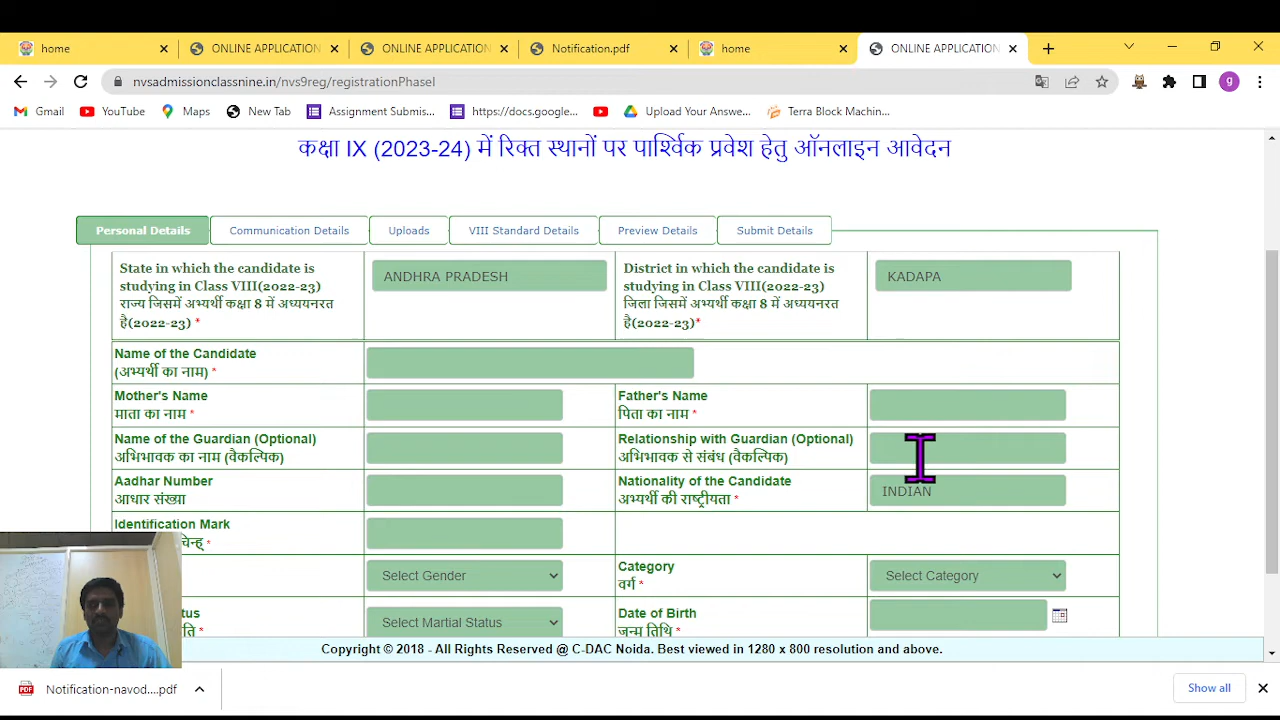 home
ONLINE APPLICATION
ONLINE APPLICATION
Notification.pdf
home
ONLINE APPLICATION
nvsadmissionclassnine.in/nvs9reg/registrationPhaseI
g
Gmail
YouTube
Maps
New Tab
Assignment Submis...
https://docs.google...
Upload Your Answe...
Terra Block Machin...
कक्षा IX (2023-24) में रिक्त स्थानों पर पार्श्विक प्रवेश हेतु ऑनलाइन आवेदन
Personal Details
Communication Details
Uploads
VIII Standard Details
Preview Details
Submit Details
State in which the candidate is
studying in Class VIII(2022-23)
राज्य जिसमें अभ्यर्थी कक्षा 8 में अध्ययनरत
है(2022-23) *
ANDHRA PRADESH
District in which the candidate is
studying in Class VIII(2022-23)
जिला जिसमें अभ्यर्थी कक्षा 8 में अध्ययनरत
है(2022-23)*
KADAPA
Name of the Candidate
(अभ्यर्थी का नाम) *
Mother's Name
माता का नाम *
Father's Name
पिता का नाम *
Name of the Guardian (Optional)
अभिभावक का नाम (वैकल्पिक)
Relationship with Guardian (Optional)
अभिभावक से संबंध (वैकल्पिक)
Aadhar Number
आधार संख्या
Nationality of the Candidate
अभ्यर्थी की राष्ट्रीयता *
INDIAN
Identification Mark
चिन्ह् *
Select Gender
Category
वर्ग *
Select Category
Select Martial Status
Date of Birth
जन्म तिथि *
Copyright © 2018 - All Rights Reserved @ C-DAC Noida. Best viewed in 1280 x 800 resolution and above.
Notification-navod....pdf
Show all